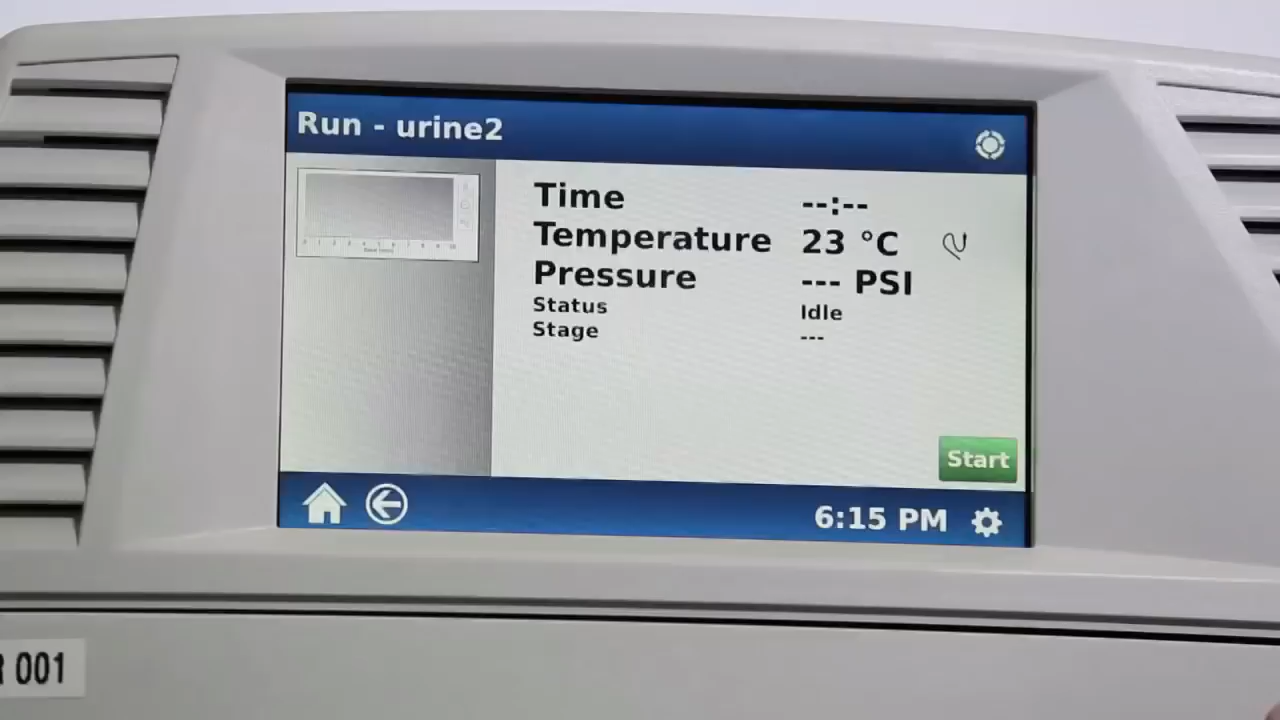 Run - urine2
Time --:--
Temperature 23 °C
Pressure --- PSI
Status Idle
Stage ---
Start
6:15 PM
001